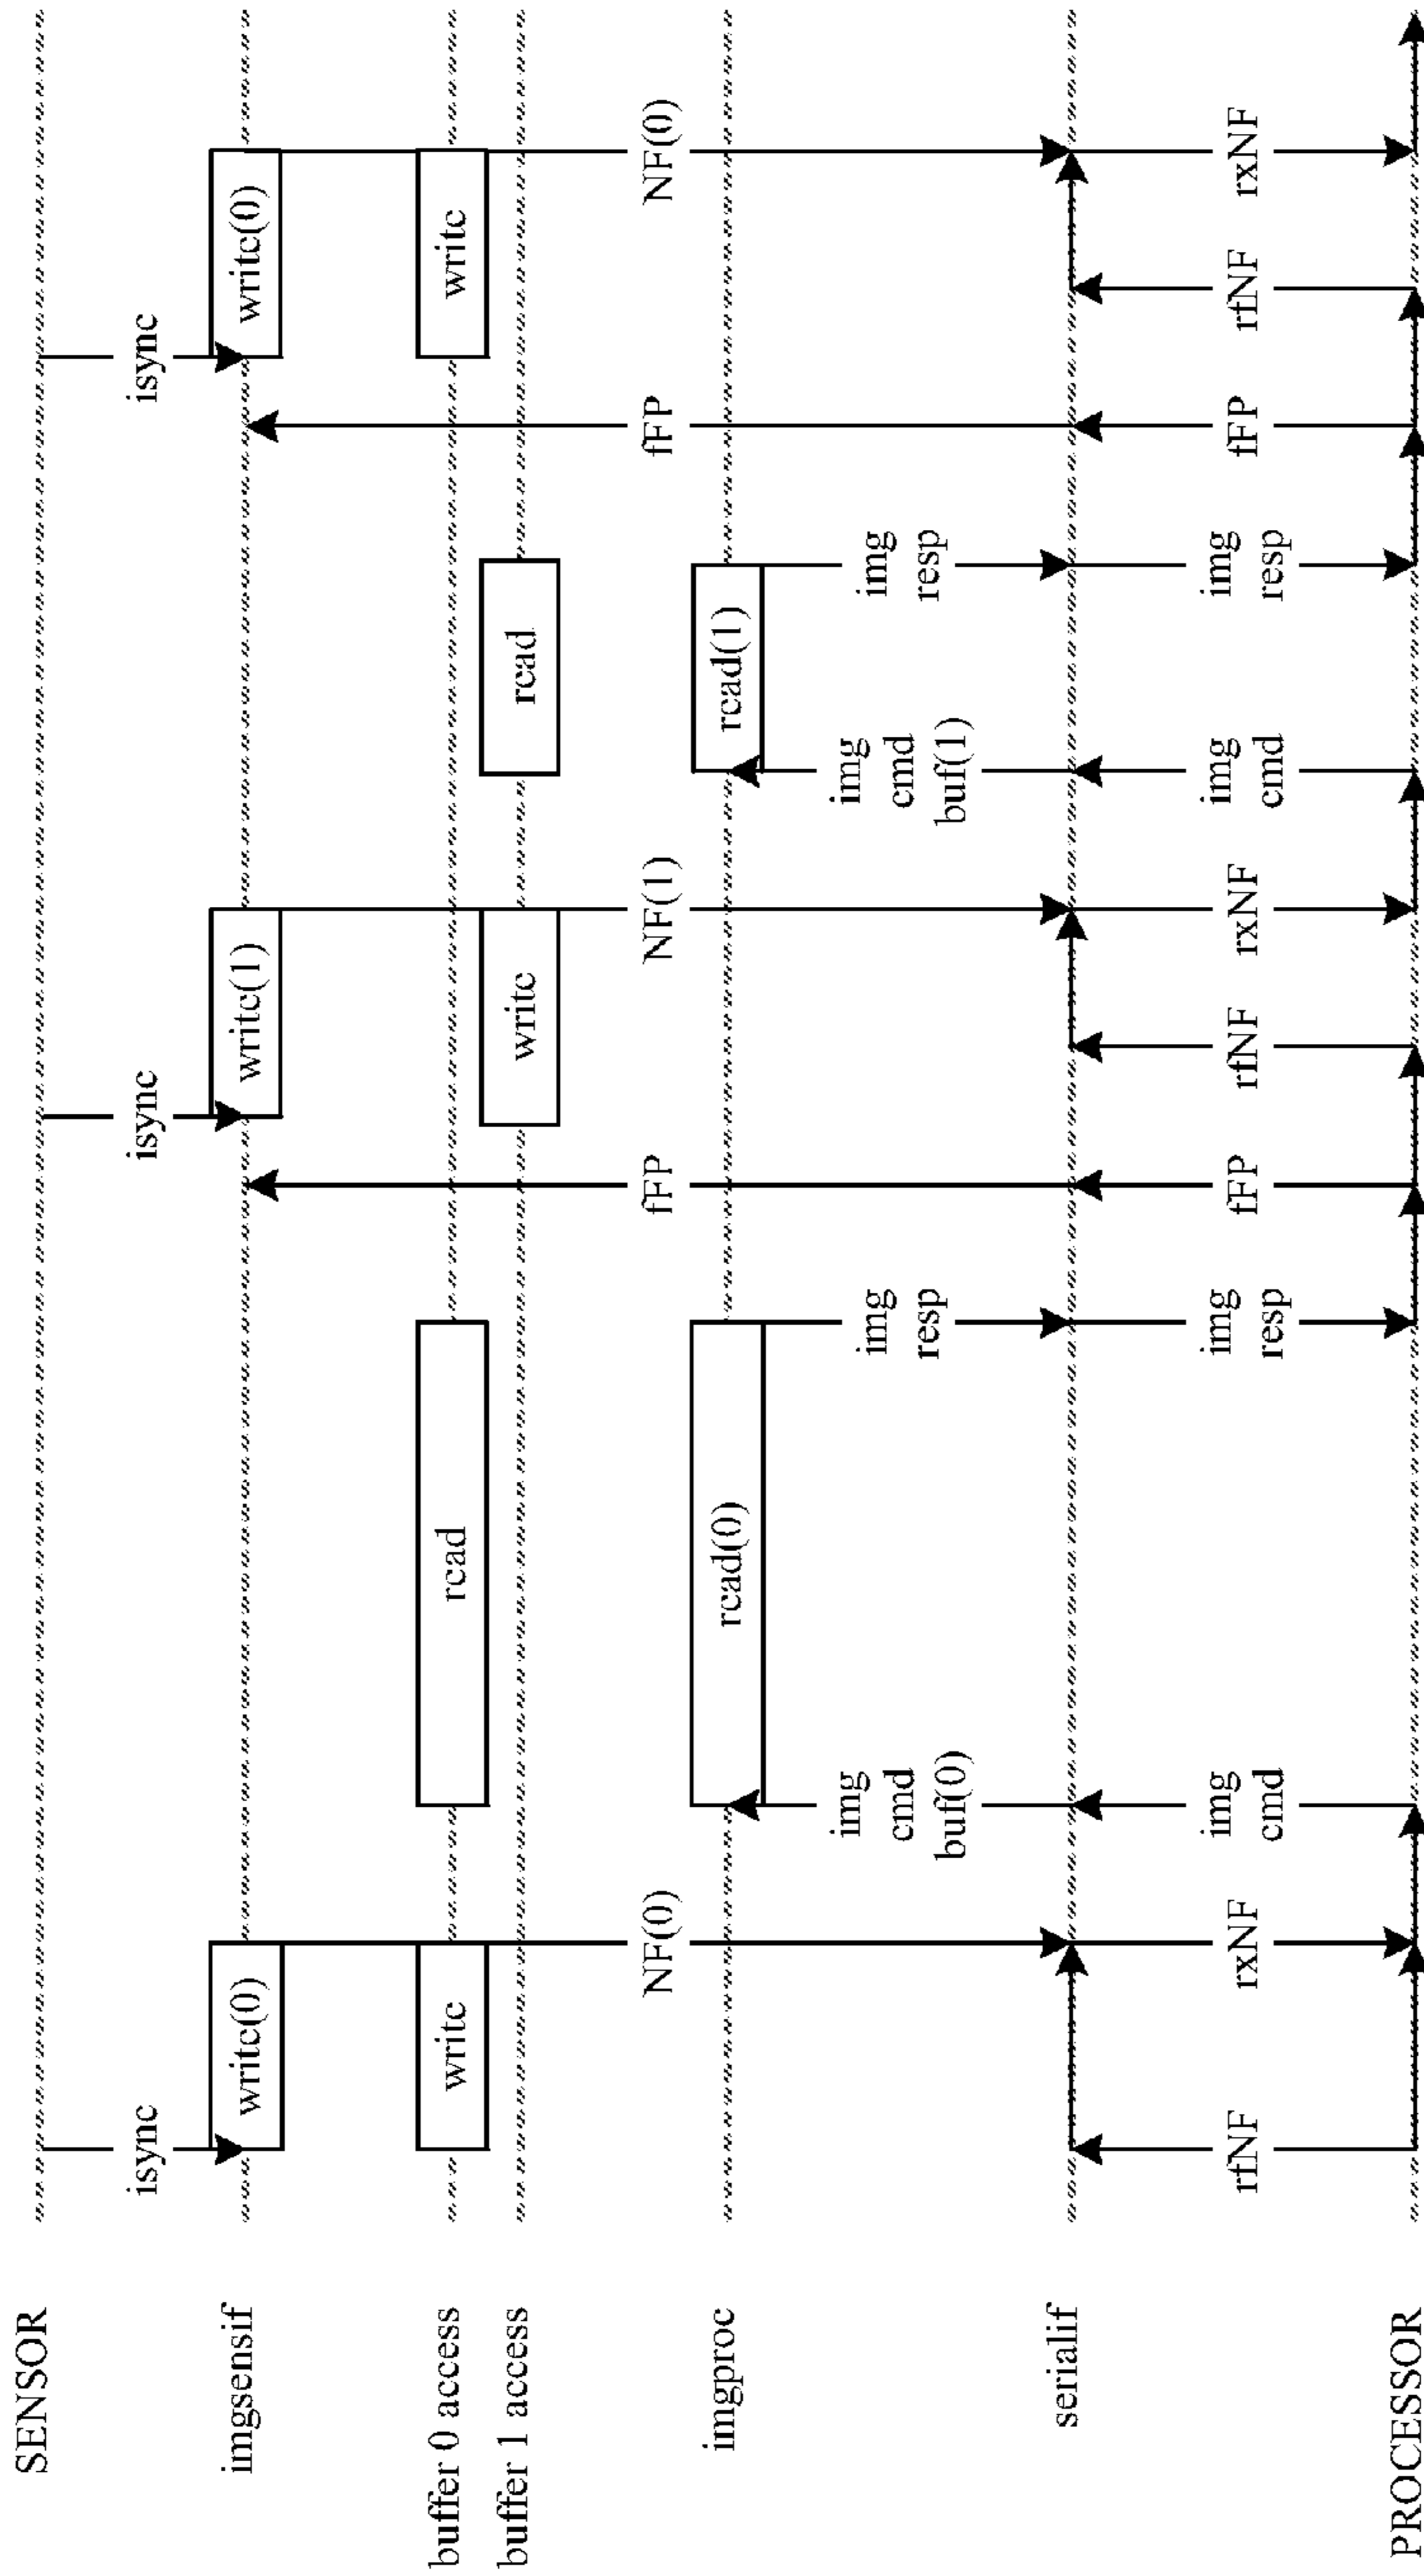 SENSOR
isync
isync
isync
imgsensif
write(0)
write(1)
write(0)
buffer 0 access
write
read
write
buffer 1 access
write
read
NF(0)
fFP
NF(1)
fFP
NF(0)
imgproc
read(0)
read(1)
img
cmd
buf(0)
img
resp
img
cmd
buf(1)
img
resp
serialif
rfNF
rxNF
img
cmd
img
resp
fFP
rfNF
rxNF
img
cmd
img
resp
fFP
rfNF
rxNF
PROCESSOR